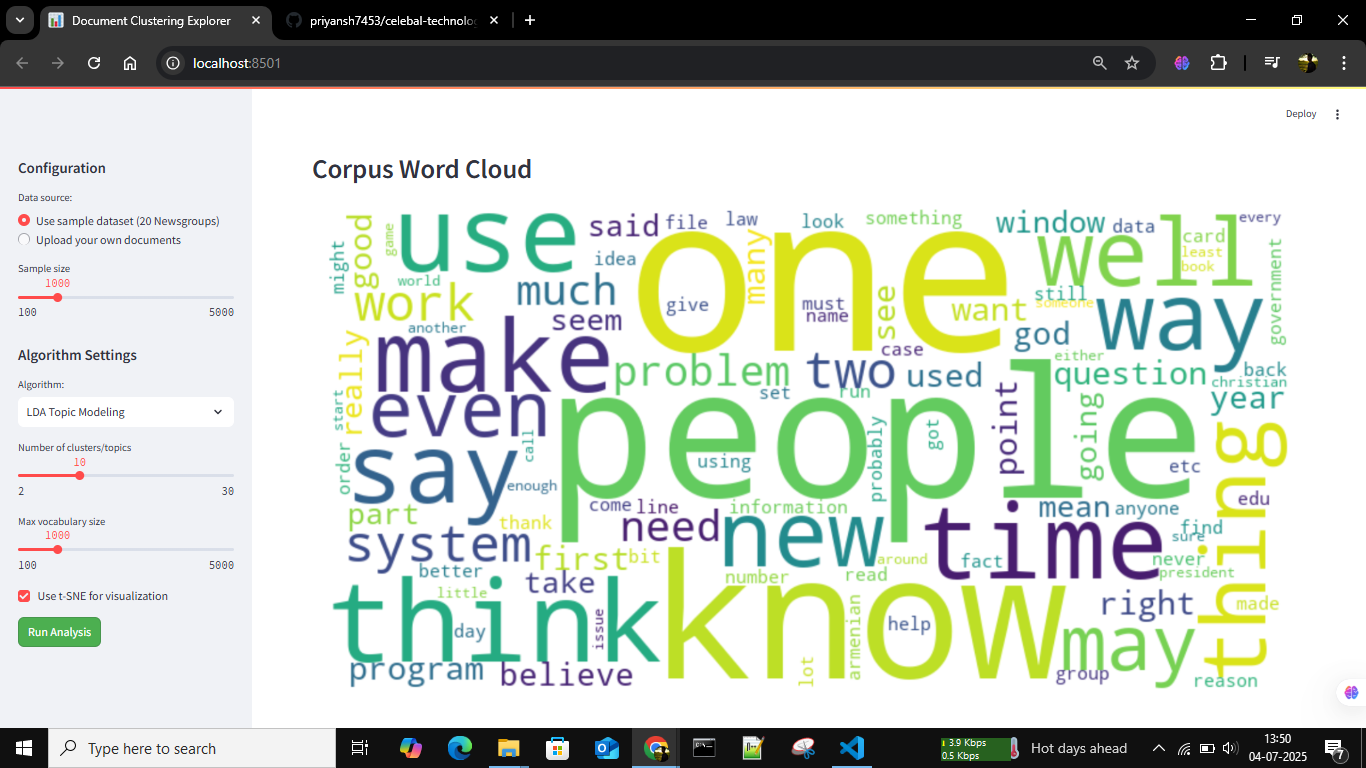 Document Clustering Explorer
priyansh7453/celebal-technolo
localhost:8501
Deploy
Configuration
Data source:
Use sample dataset (20 Newsgroups)
Upload your own documents
Sample size
1000
100 5000
Algorithm Settings
Algorithm:
LDA Topic Modeling
Number of clusters/topics
10
2 30
Max vocabulary size
1000
100 5000
Use t-SNE for visualization
Run Analysis
Corpus Word Cloud
might
good
game
use
said
file
law
look
something
window
data
well
every
card
least
book
government
idea
world
much
work
another
seem
one
give
many
must
name
see
case
want
still
someone
god
way
either
question
back
christian
year
really
start
make
even
problem
two
used
set
run
people
point
going
thing
order
say
call
enough
using
probably
got
etc
edu
part
come
line
information
need
new
time
mean
anyone
find
sure
system
thank
first
bit
number
read
around
fact
never
president
better
little
take
think
day
issue
know
help
armenian
lot
right
made
may
group
reason
program
believe
Type here to search
3.9 Kbps
0.5 Kbps
Hot days ahead
13:50
04-07-2025
7